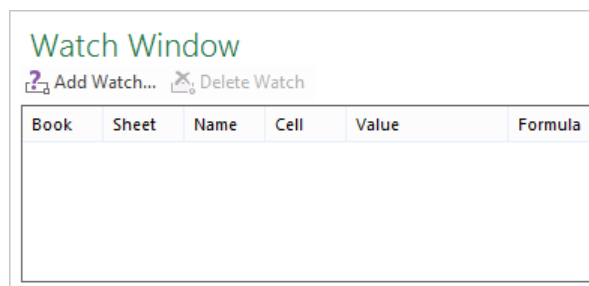 Watch Window
Add Watch... Delete Watch
Book Sheet Name Cell Value Formula